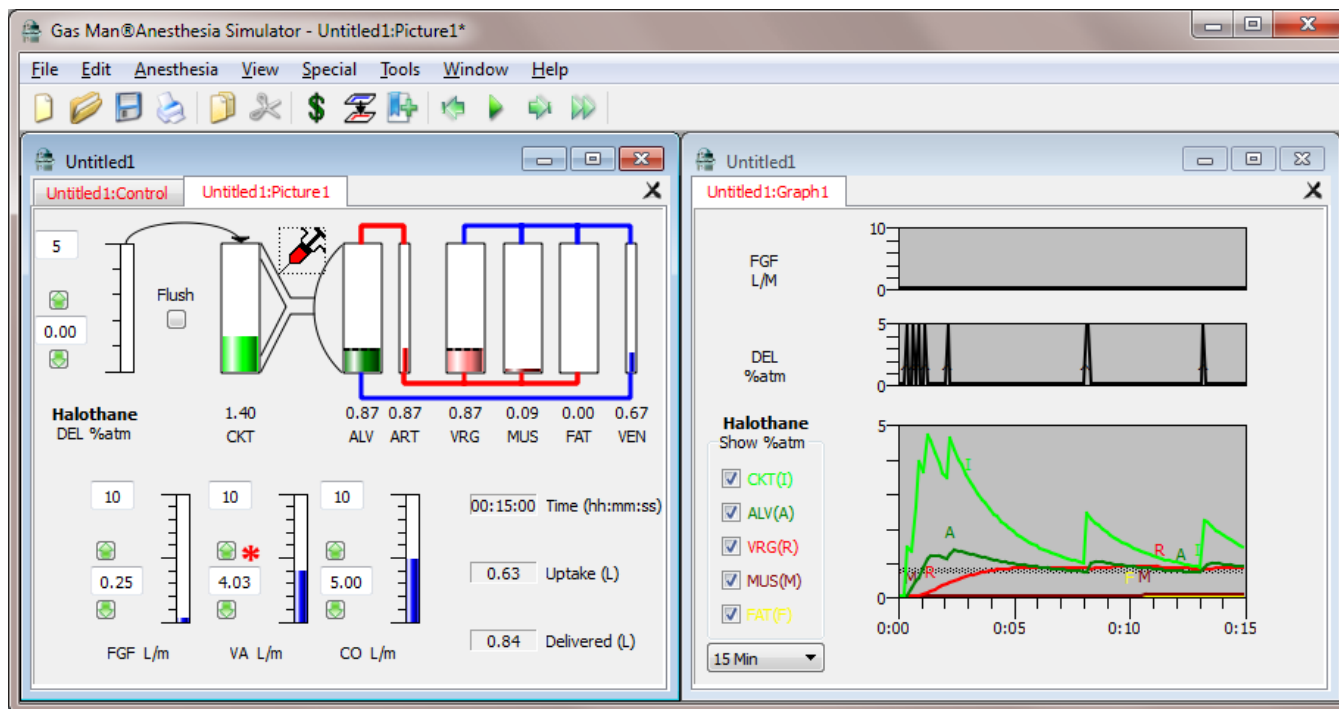 Gas Man®Anesthesia Simulator - Untitled1:Picture1*
File Edit Anesthesia View Special Tools Window Help
Untitled1
Untitled1:Control Untitled1:Picture1
5
Flush
0.00
Halothane
DEL %atm
1.40 0.87 0.87 0.87 0.09 0.00 0.67
CKT ALV ART VRG MUS FAT VEN
10 10 10
00:15:00 Time (hh:mm:ss)
*
0.25 4.03 5.00
0.63 Uptake (L)
0.84 Delivered (L)
FGF L/m VA L/m CO L/m
Untitled1
Untitled1:Graph1
10
FGF
L/M
0
5
DEL
%atm
0
Halothane
Show %atm
CKT(I)
ALV(A)
VRG(R)
MUS(M)
FAT(F)
15 Min
5
I
A
R A I
M R
F M
0
0:00 0:05 0:10 0:15